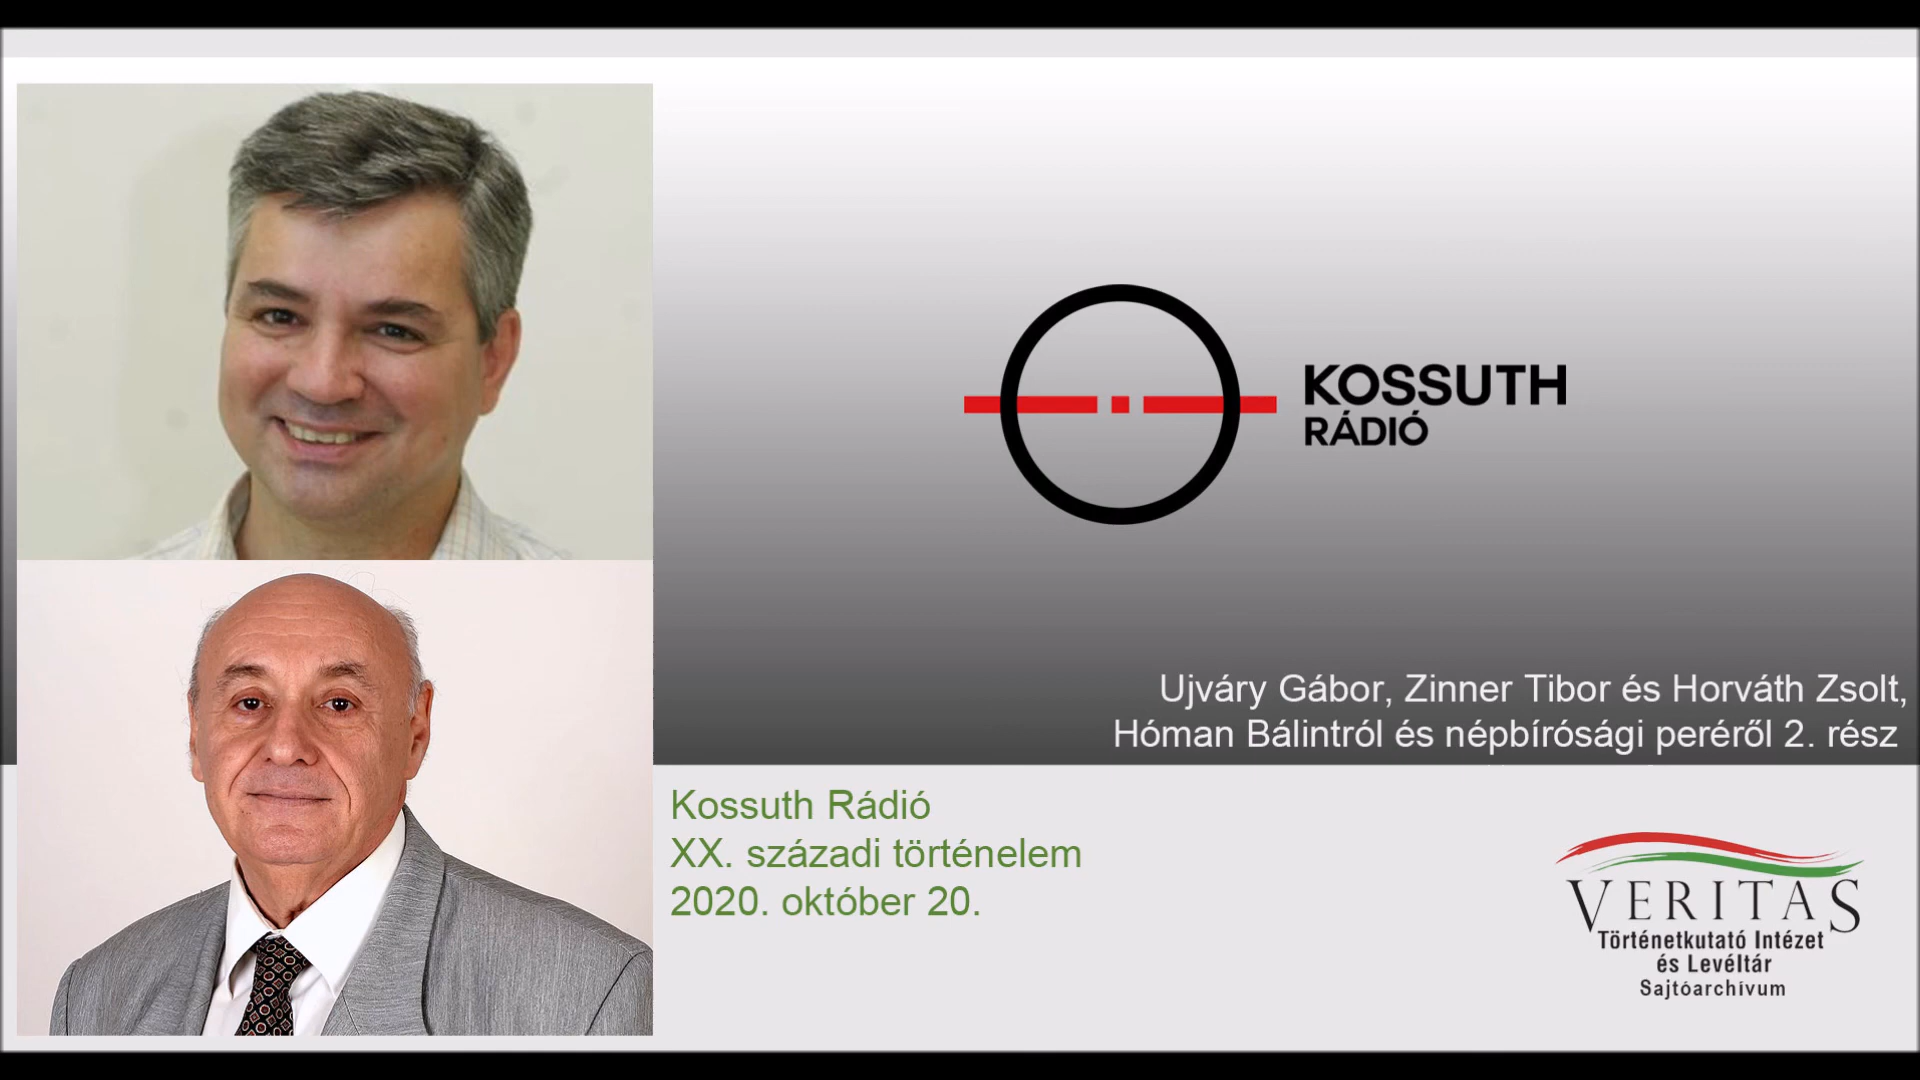 KOSSUTH
RÁDIÓ
Ujváry Gábor, Zinner Tibor és Horváth Zsolt,
Hóman Bálintról és népbírósági peréről 2. rész
Kossuth Rádió
XX. századi történelem
2020. október 20.
VERITAS
Történetkutató Intézet
és Levéltár
Sajtóarchívum